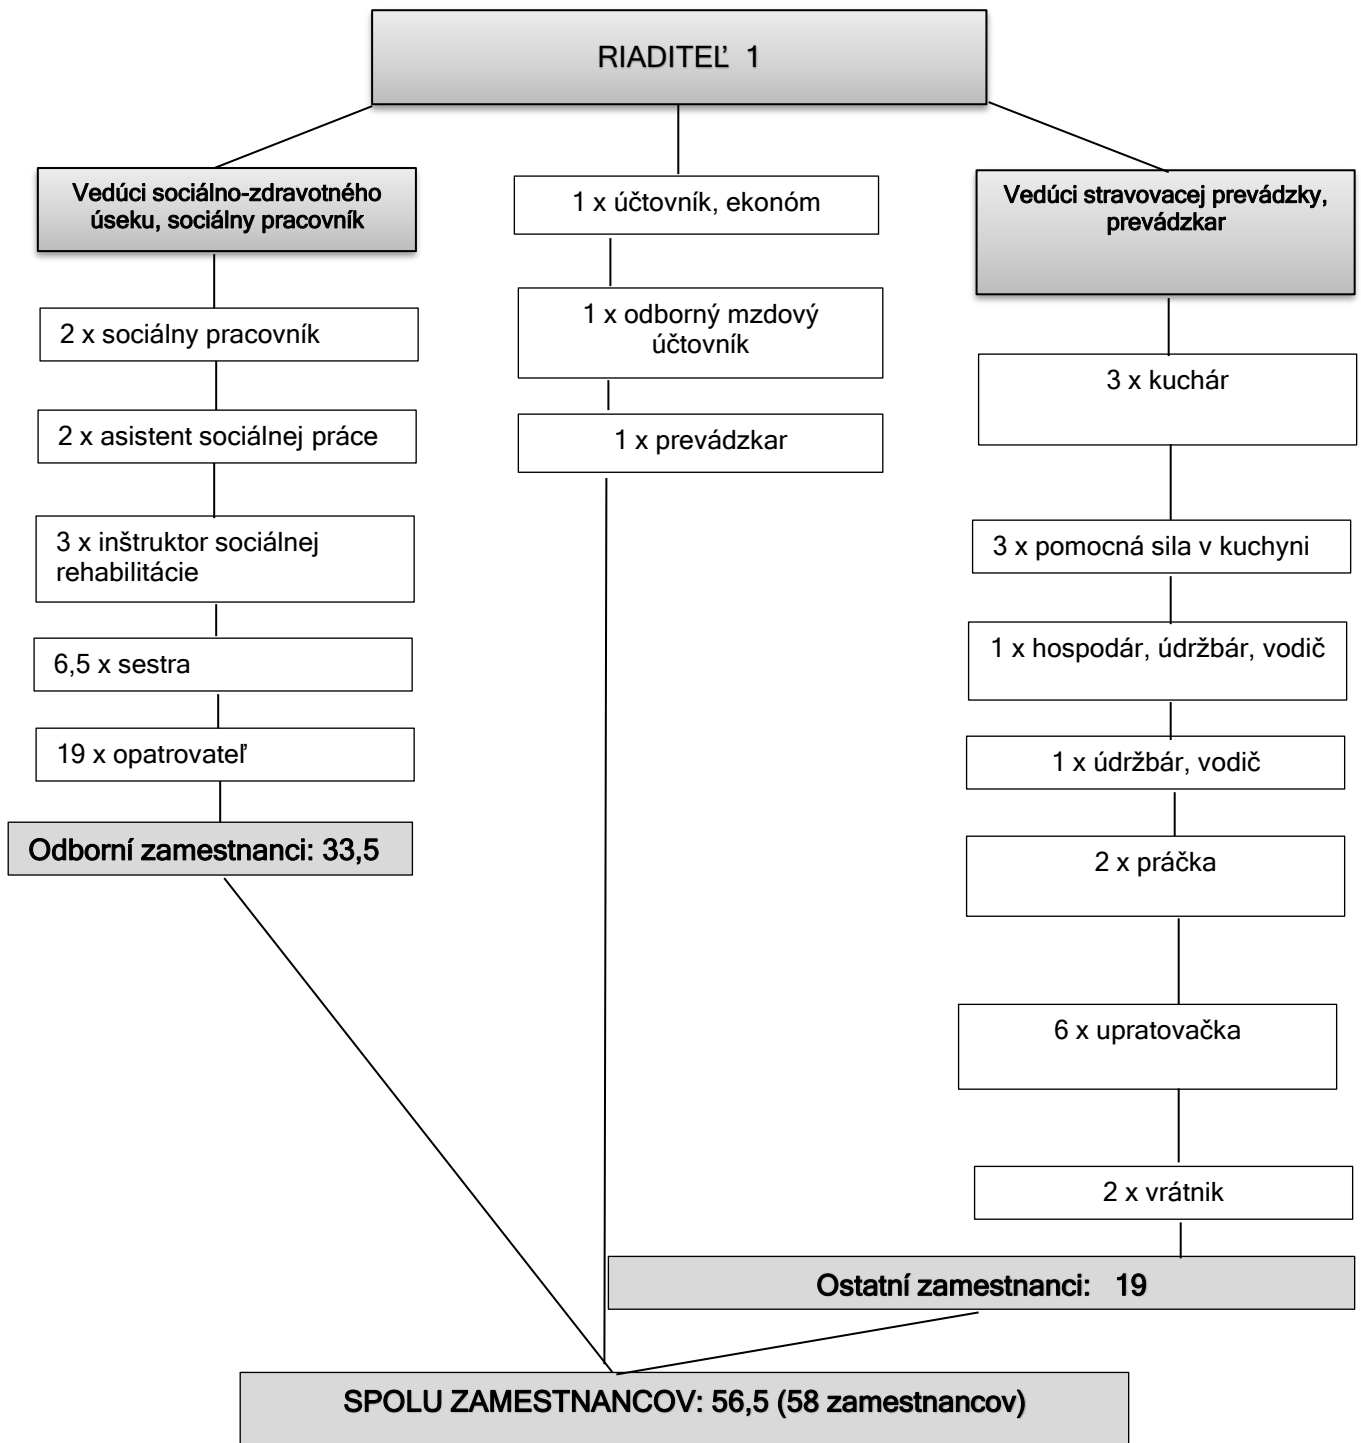 RIADITEĽ 1
Vedúci sociálno-zdravotného
úseku, sociálny pracovník
2 x sociálny pracovník
2 x asistent sociálnej práce
3 x inštruktor sociálnej
rehabilitácie
6,5 x sestra
19 x opatrovateľ
Odborní zamestnanci: 33,5
1 x účtovník, ekonóm
1 x odborný mzdový
účtovník
1 x prevádzkar
Vedúci stravovacej prevádzky,
prevádzkar
3 x kuchár
3 x pomocná sila v kuchyni
1 x hospodár, údržbár, vodič
1 x údržbár, vodič
2 x práčka
6 x upratovačka
2 x vrátnik
Ostatní zamestnanci: 19
SPOLU ZAMESTNANCOV: 56,5 (58 zamestnancov)